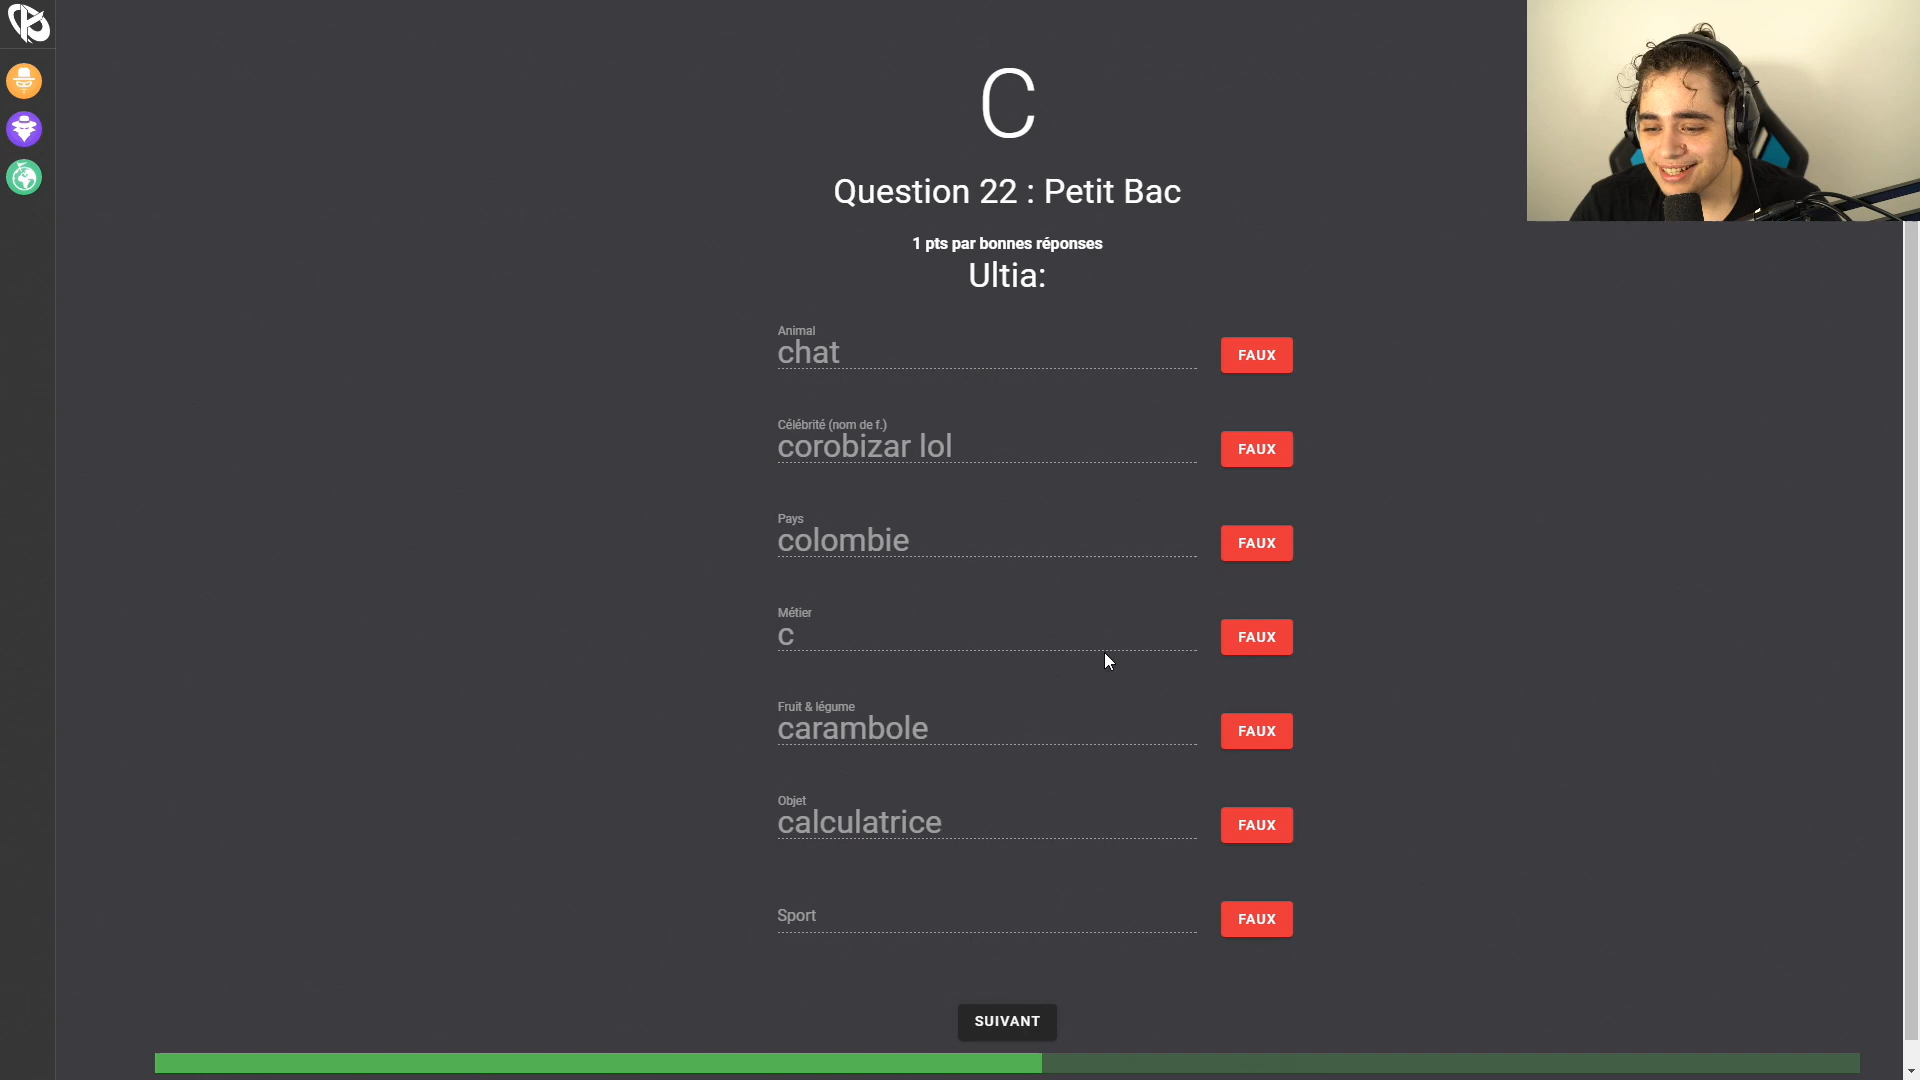 C
Question 22 : Petit Bac
1 pts par bonnes réponses
Ultia:
Animal
chat
FAUX
Célébrité (nom de f.)
corobizar lol
FAUX
Pays
colombie
FAUX
Métier
c
FAUX
Fruit & légume
carambole
FAUX
Objet
calculatrice
FAUX
Sport
FAUX
SUIVANT